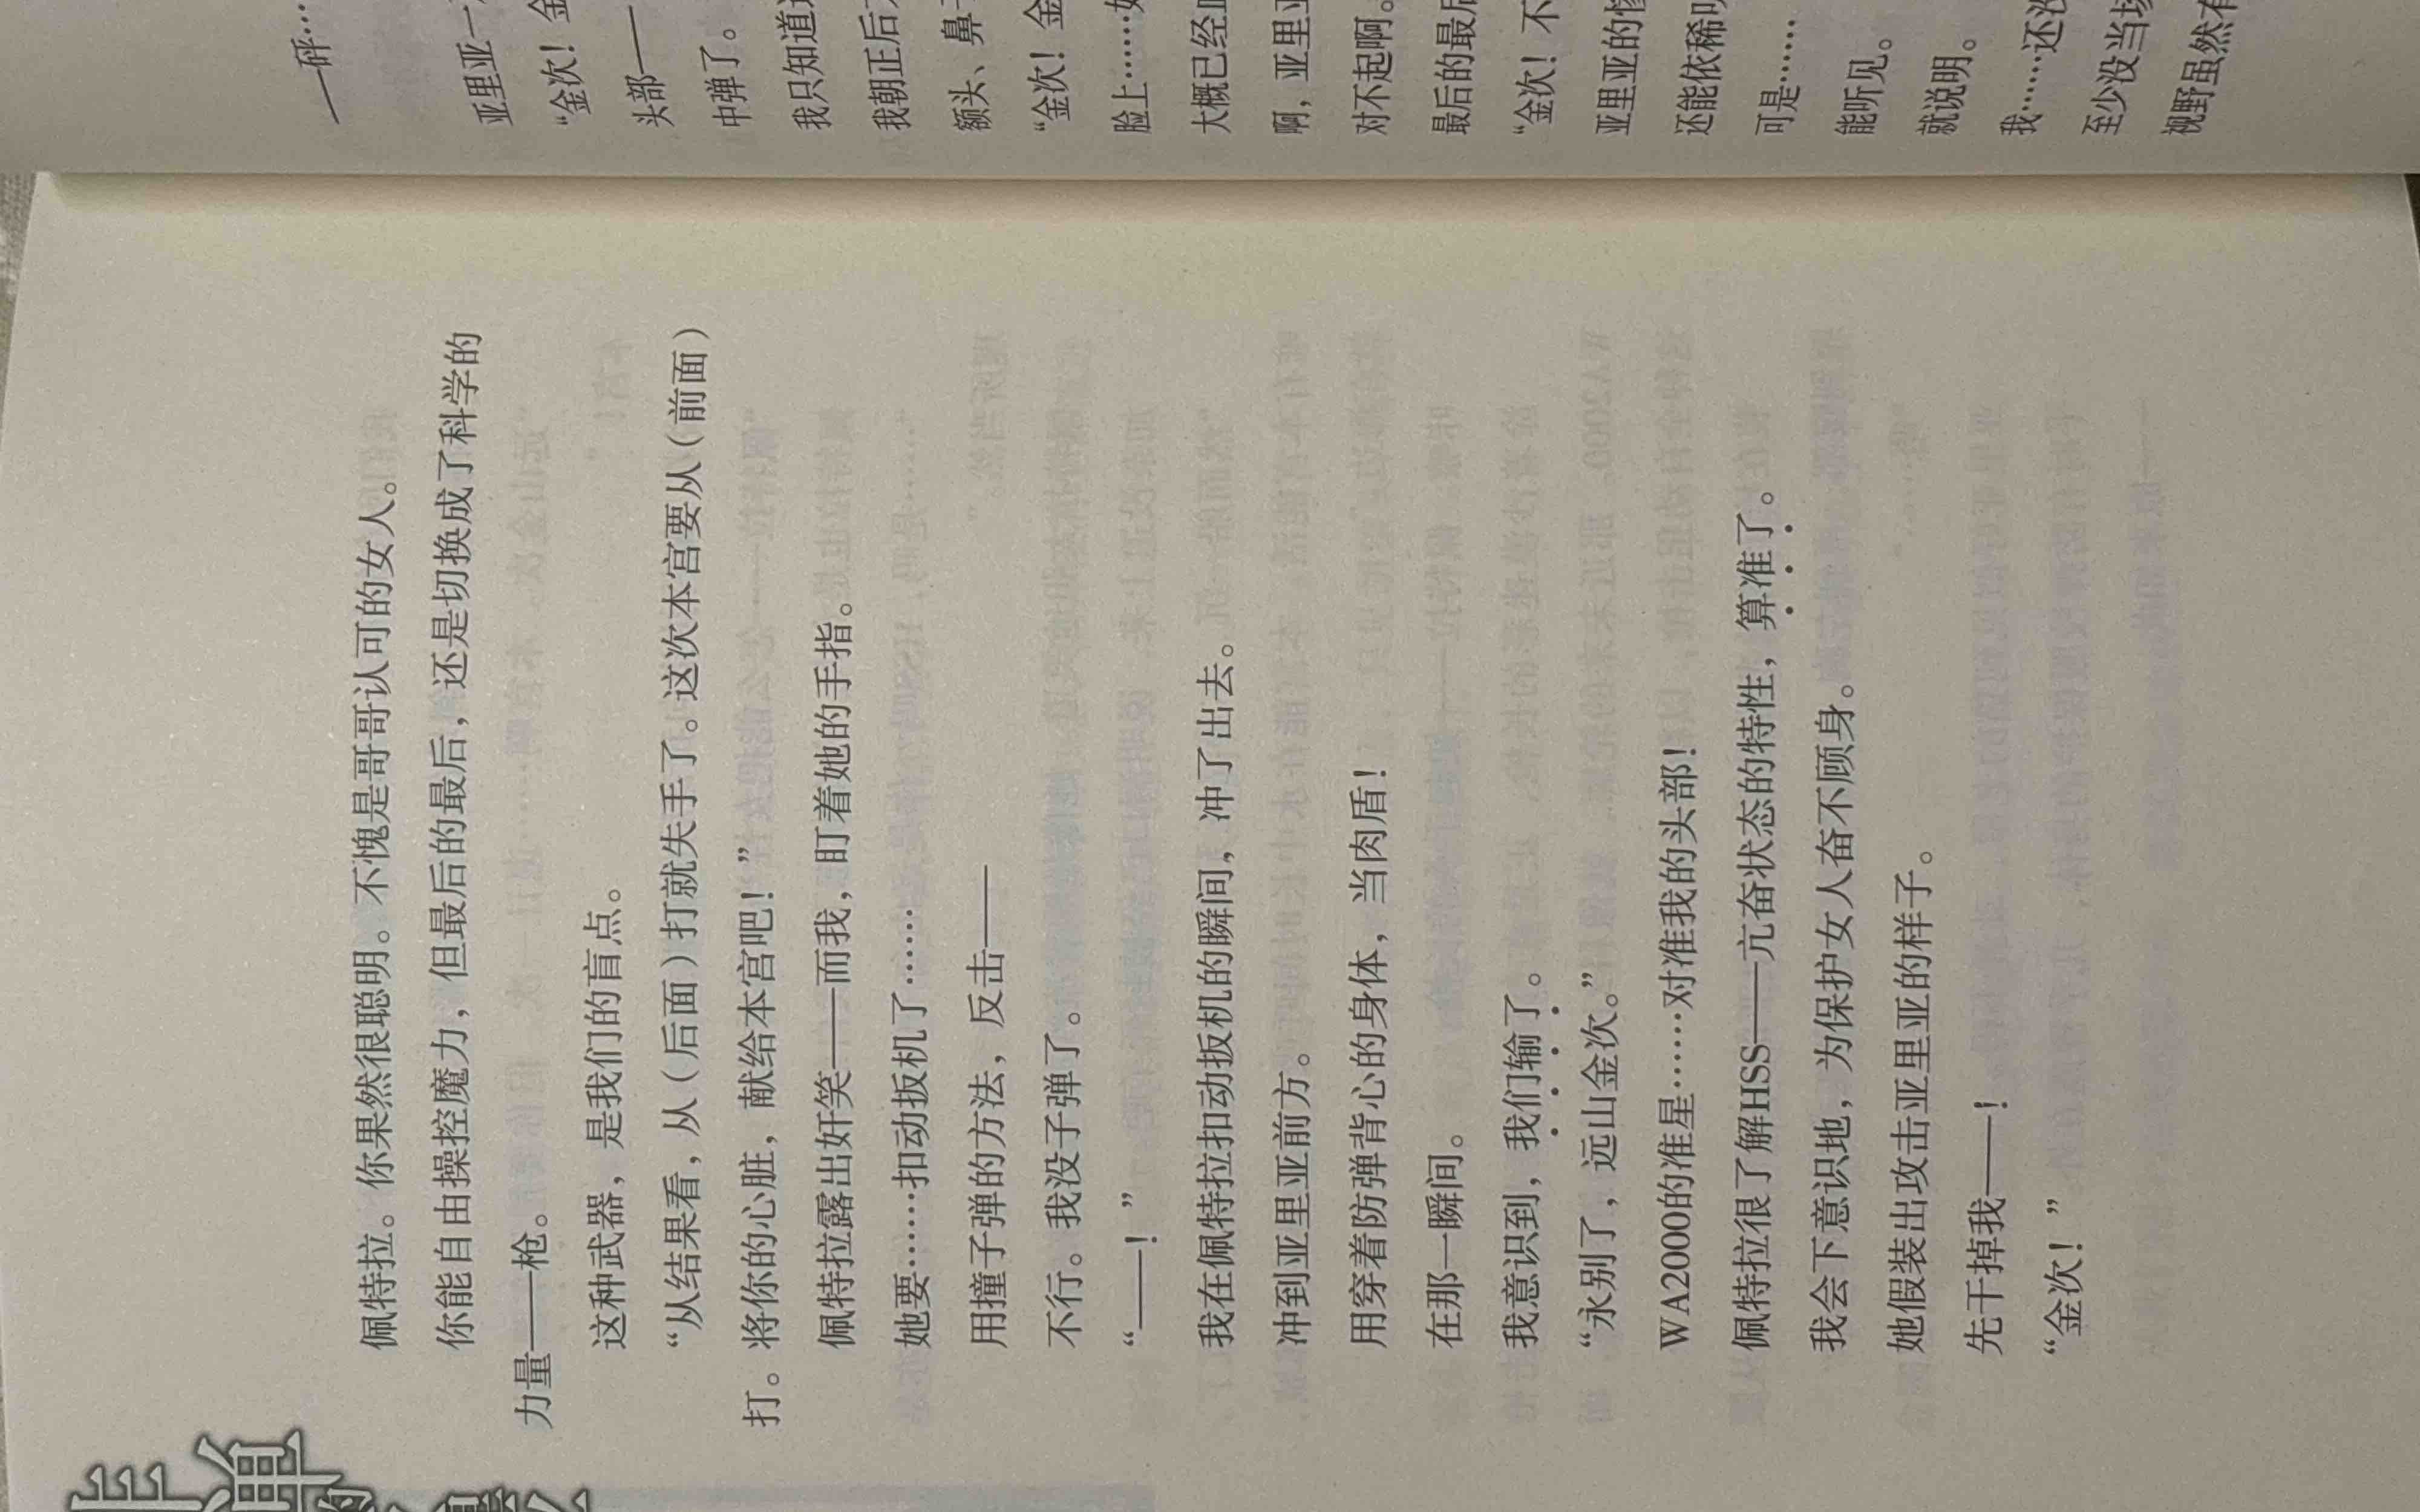 弹
的
佩特拉。你果然很聪明。不愧是哥哥认可的女人。
你能自由操控魔力，但最后的最后，还是切换成了科学的
力量——枪。
这种武器，是我们的盲点。
“从结果看，从（后面）打就失手了。这次本宫要从（前面）
打。将你的心脏，献给本宫吧！”
佩特拉露出奸笑——而我，盯着她的手指。
她要……扣动扳机了……
用撞子弹的方法，反击——
不行。我没子弹了。
“——！”
我在佩特拉扣动扳机的瞬间，冲了出去。
冲到亚里亚前方。
用穿着防弹背心的身体，当肉盾！
在那一瞬间。
我意识到，我们输了。
“永别了，远山金次。”
WA2000的准星……对准我的头部！
佩特拉很了解HSS——亢奋状态的特性，算准了。
我会下意识地，为保护女人奋不顾身。
她假装出攻击亚里亚的样子。
先干掉我——！
“金次！”
——砰…
亚里亚一
“金次！金
头部——
中弹了。
我只知道
我朝正后
额头、鼻
“金次！金
脸上……
大概已经
啊，亚里亚
对不起啊。
最后的最后
“金次！不
亚里亚的
还能依稀
可是……
能听见。
就说明。
我……还没
至少没当场
视野虽然有